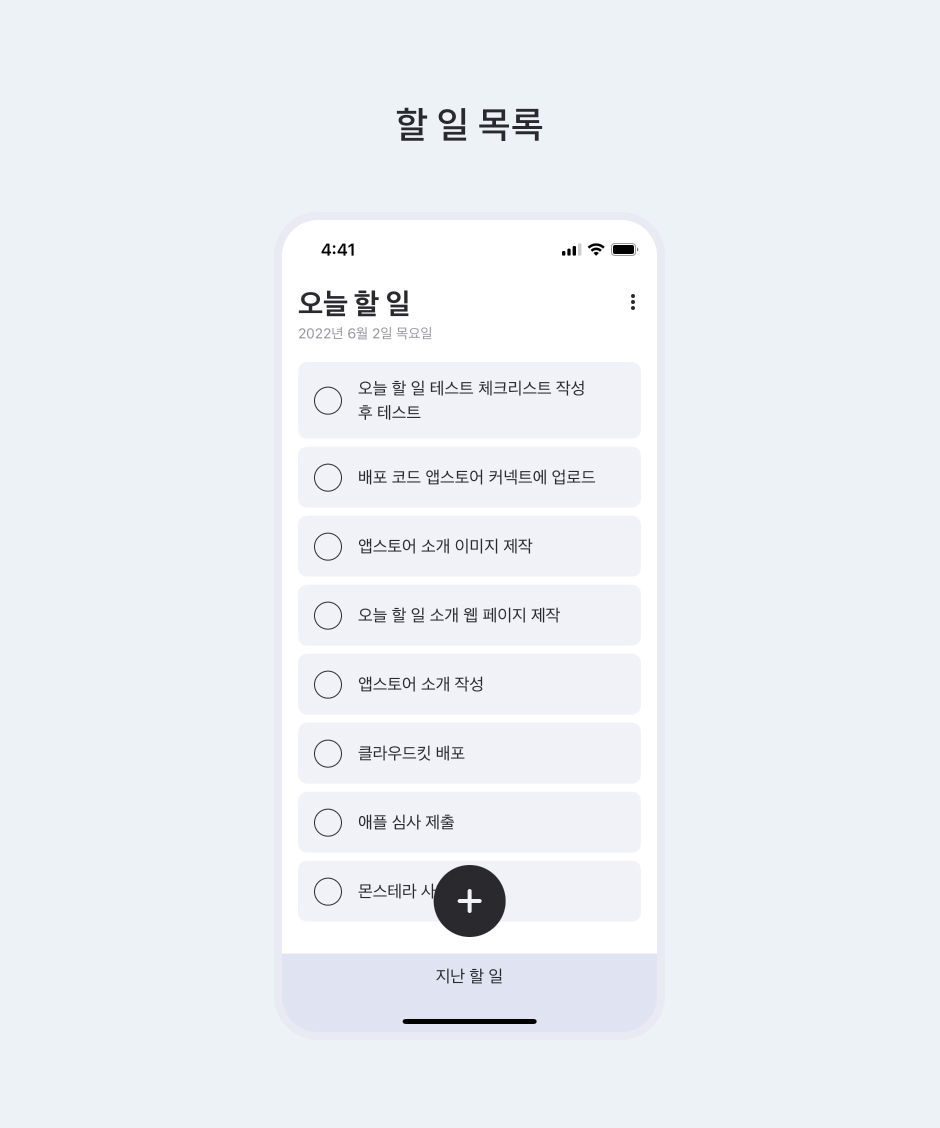 할 일 목록
4:41
오늘 할 일
2022년 6월 2일 목요일
오늘 할 일 테스트 체크리스트 작성
후 테스트
배포 코드 앱스토어 커넥트에 업로드
앱스토어 소개 이미지 제작
오늘 할 일 소개 웹 페이지 제작
앱스토어 소개 작성
클라우드킷 배포
애플 심사 제출
몬스테라
지난 할 일